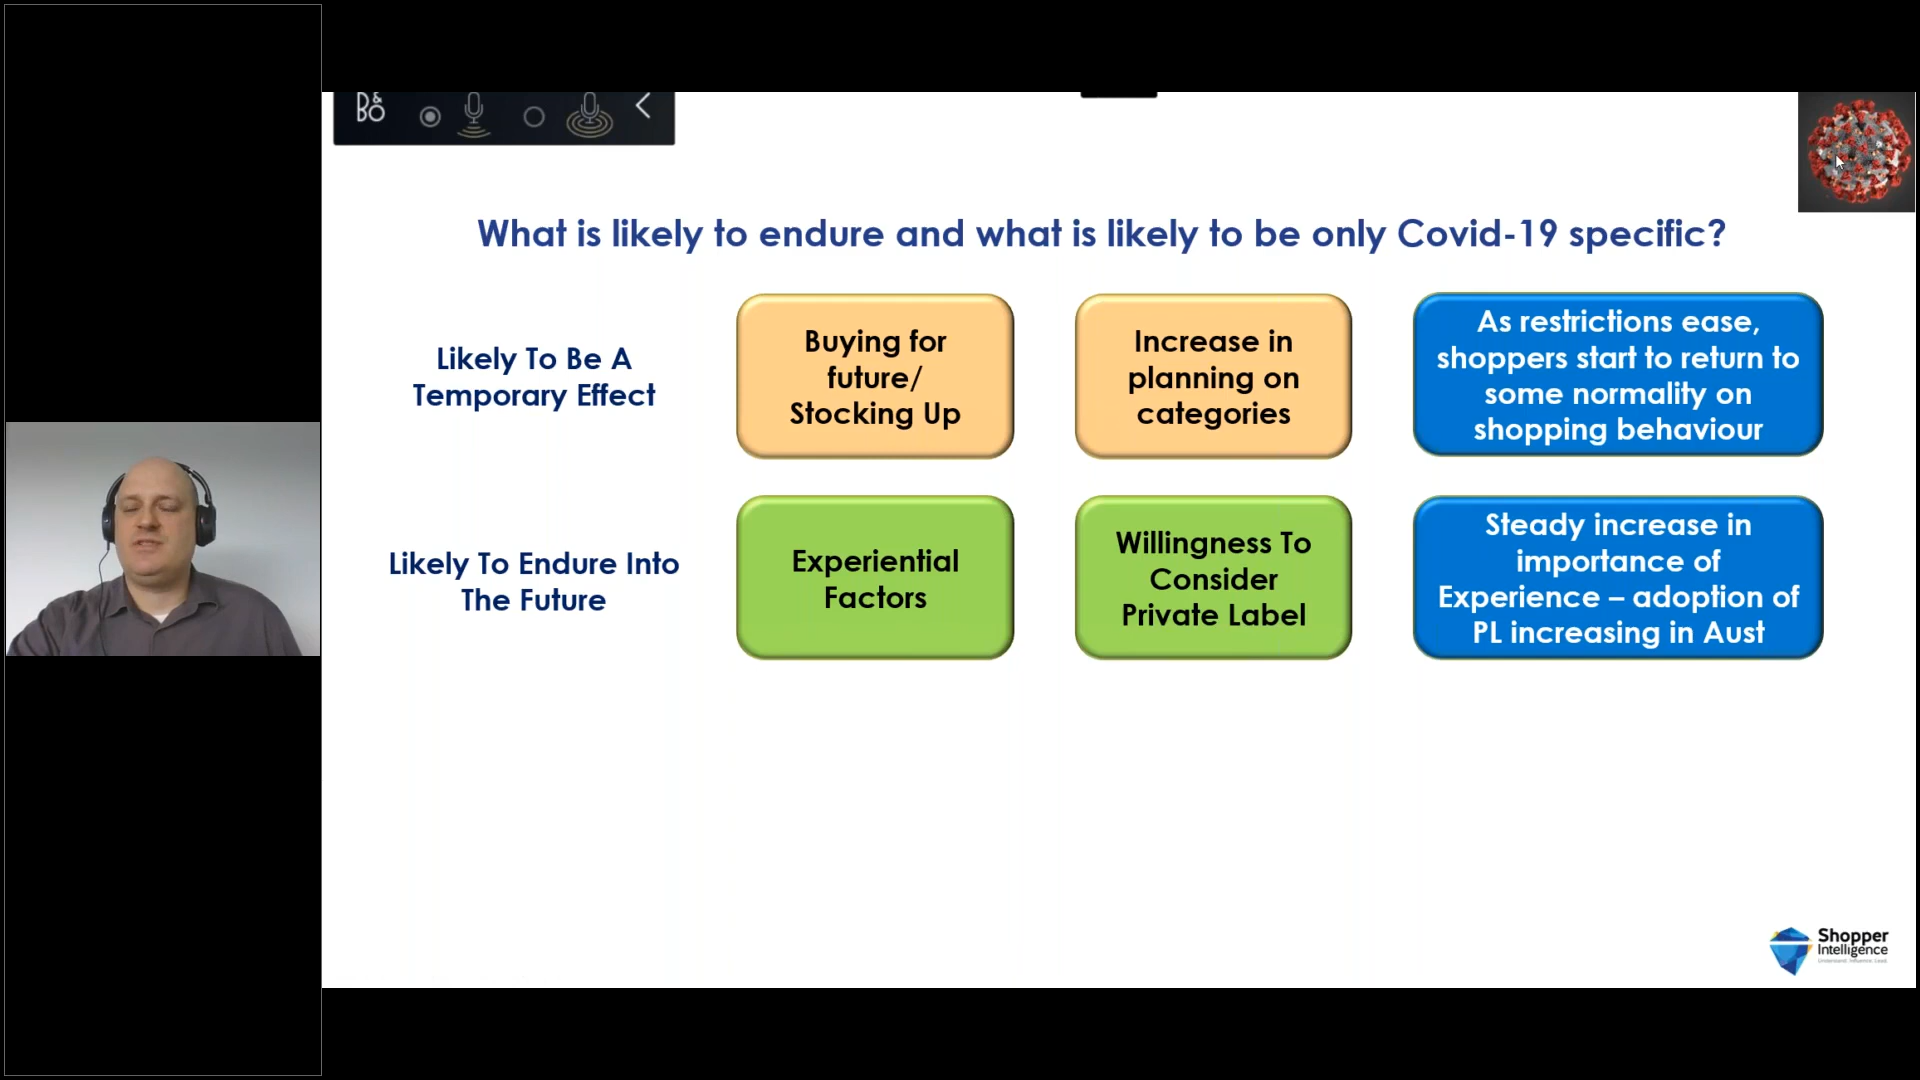 B&O
What is likely to endure and what is likely to be only Covid-19 specific?
Likely To Be A
Temporary Effect
Buying for
future/
Stocking Up
Increase in
planning on
categories
As restrictions ease,
shoppers start to return to
some normality on
shopping behaviour
Likely To Endure Into
The Future
Experiential
Factors
Willingness To
Consider
Private Label
Steady increase in
importance of
Experience – adoption of
PL increasing in Aust
Shopper
Intelligence
Understand. Influence. Lead.